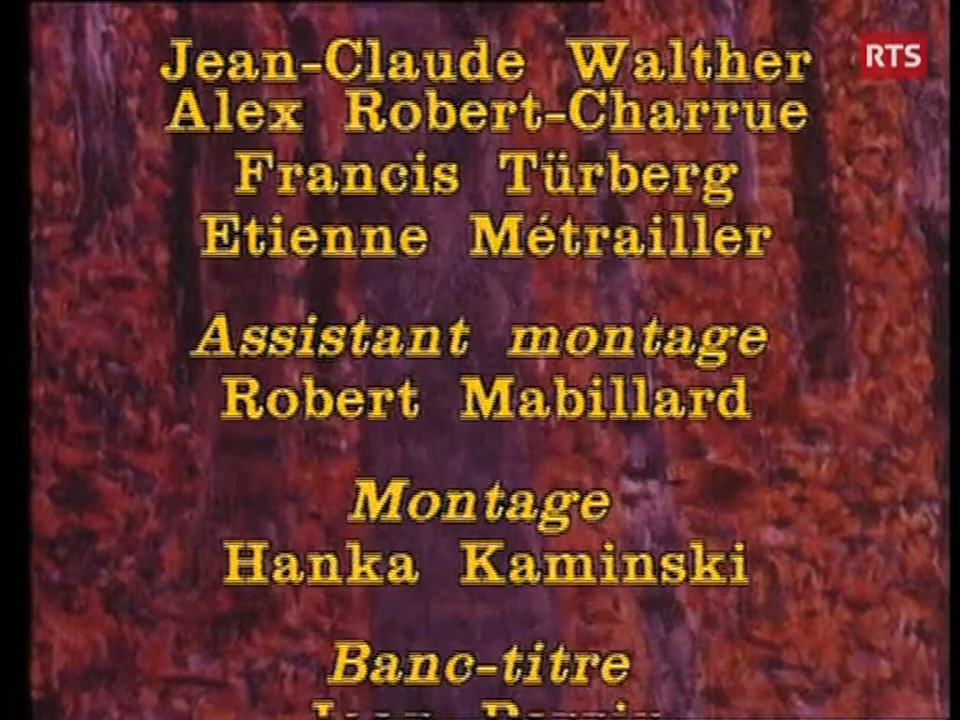 Jean-Claude Walther
RTS
Alex Robert-Charrue
Francis Türberg
Etienne Métrailler
Assistant montage
Robert Mabillard
Montage
Hanka Kaminski
Banc-titre